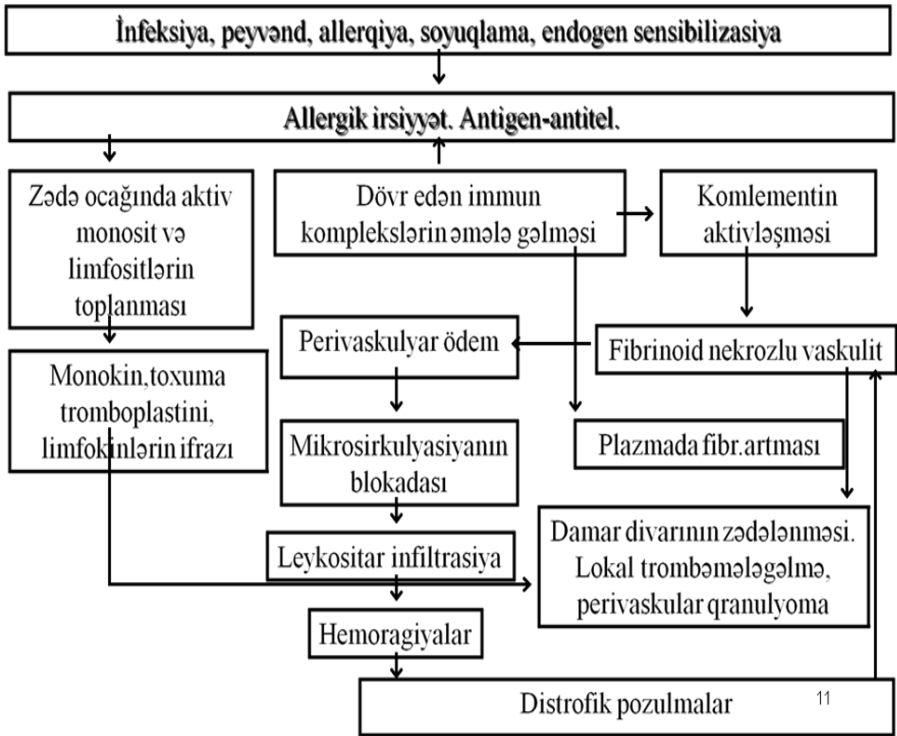 İnfeksiya, peyvənd, allerqiya, soyuqlama, endogen sensibilizasiya
Allergik irsiyyət. Antigen-antitel.
Zədə ocağında aktiv
monosit və
limfositlərin
toplanması
Dövr edən immun
komplekslərin əmələ gəlməsi
Komlementin
aktivləşməsi
Perivaskulyar ödem
Fibrinoid nekrozlu vaskulit
Monokin,toxuma
tromboplastini,
limfokinlərin ifrazı
Mikrosirkulyasiyanın
blokadası
Plazmada fibr.artması
Leykositar infiltrasiya
Damar divarının zədələnməsi.
Lokal trombəmələgəlmə,
perivaskular qranulyoma
Hemoragiyalar
Distrofik pozulmalar
11